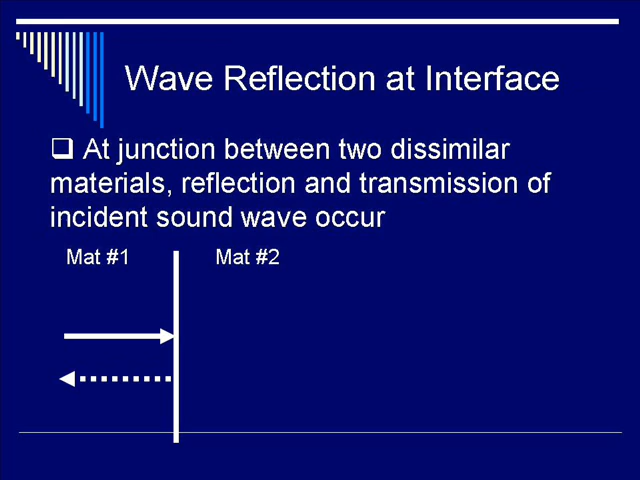 Wave Reflection at Interface
At junction between two dissimilar
materials, reflection and transmission of
incident sound wave occur
Mat #1 Mat #2